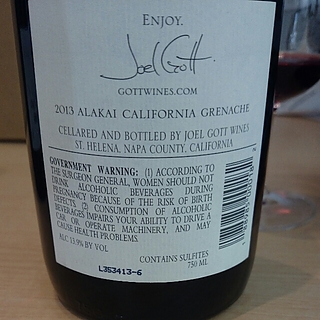 ENJOY.
Joel Gott
GOTTWINES.COM
2013 ALAKAI CALIFORNIA GRENACHE
CELLARED AND BOTTLED BY JOEL GOTT WINES
ST. HELENA, NAPA COUNTY, CALIFORNIA
GOVERNMENT WARNING: (1) ACCORDING TO
THE SURGEON GENERAL, WOMEN SHOULD NOT
DRINK ALCOHOLIC BEVERAGES DURING
PREGNANCY BECAUSE OF THE RISK OF BIRTH
DEFECTS. (2) CONSUMPTION OF ALCOHOLIC
BEVERAGES IMPAIRS YOUR ABILITY TO DRIVE A
CAR OR OPERATE MACHINERY, AND MAY
CAUSE HEALTH PROBLEMS.
ALC 13.9% BY VOL
CONTAINS SULFITES
750 ML
L353413-6